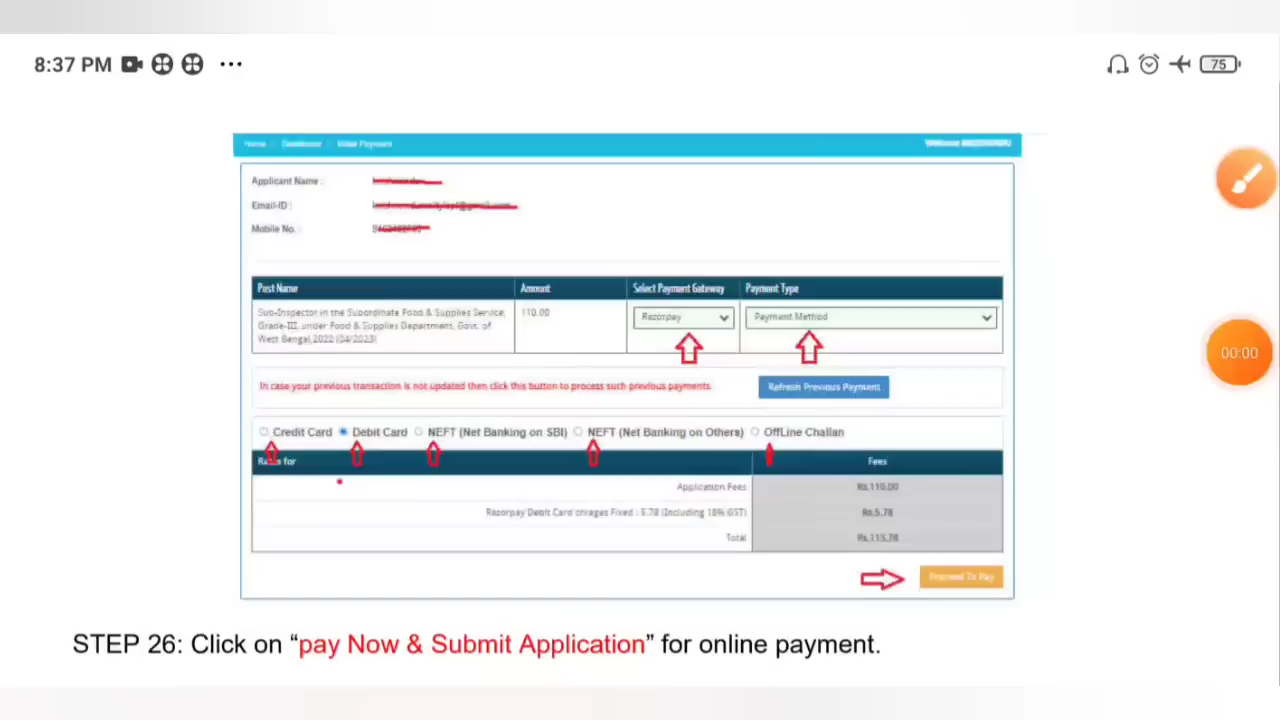 8:37 PM
75
Home Dashboard Make Payment
Welcome
Applicant Name :
Email-ID :
Mobile No. :
Post Name Amount Select Payment Gateway Payment Type
Sub-Inspector in the Subordinate Food & Supplies Service,
Grade-III, under Food & Supplies Department, Govt. of
West Bengal,2022 (04/2023)
110.00
Razorpay
Payment Method
In case your previous transaction is not updated then click this button to process such previous payments.
Refresh Previous Payment
Credit Card Debit Card NEFT (Net Banking on SBI) NEFT (Net Banking on Others) OffLine Challan
for Fees
Application Fees Rs.110.00
Razorpay Debit Card charges Fixed : 5.78 (Including 18% GST) Rs.5.78
Total Rs.115.78
Proceed To Pay
STEP 26: Click on “pay Now & Submit Application” for online payment.
00:00